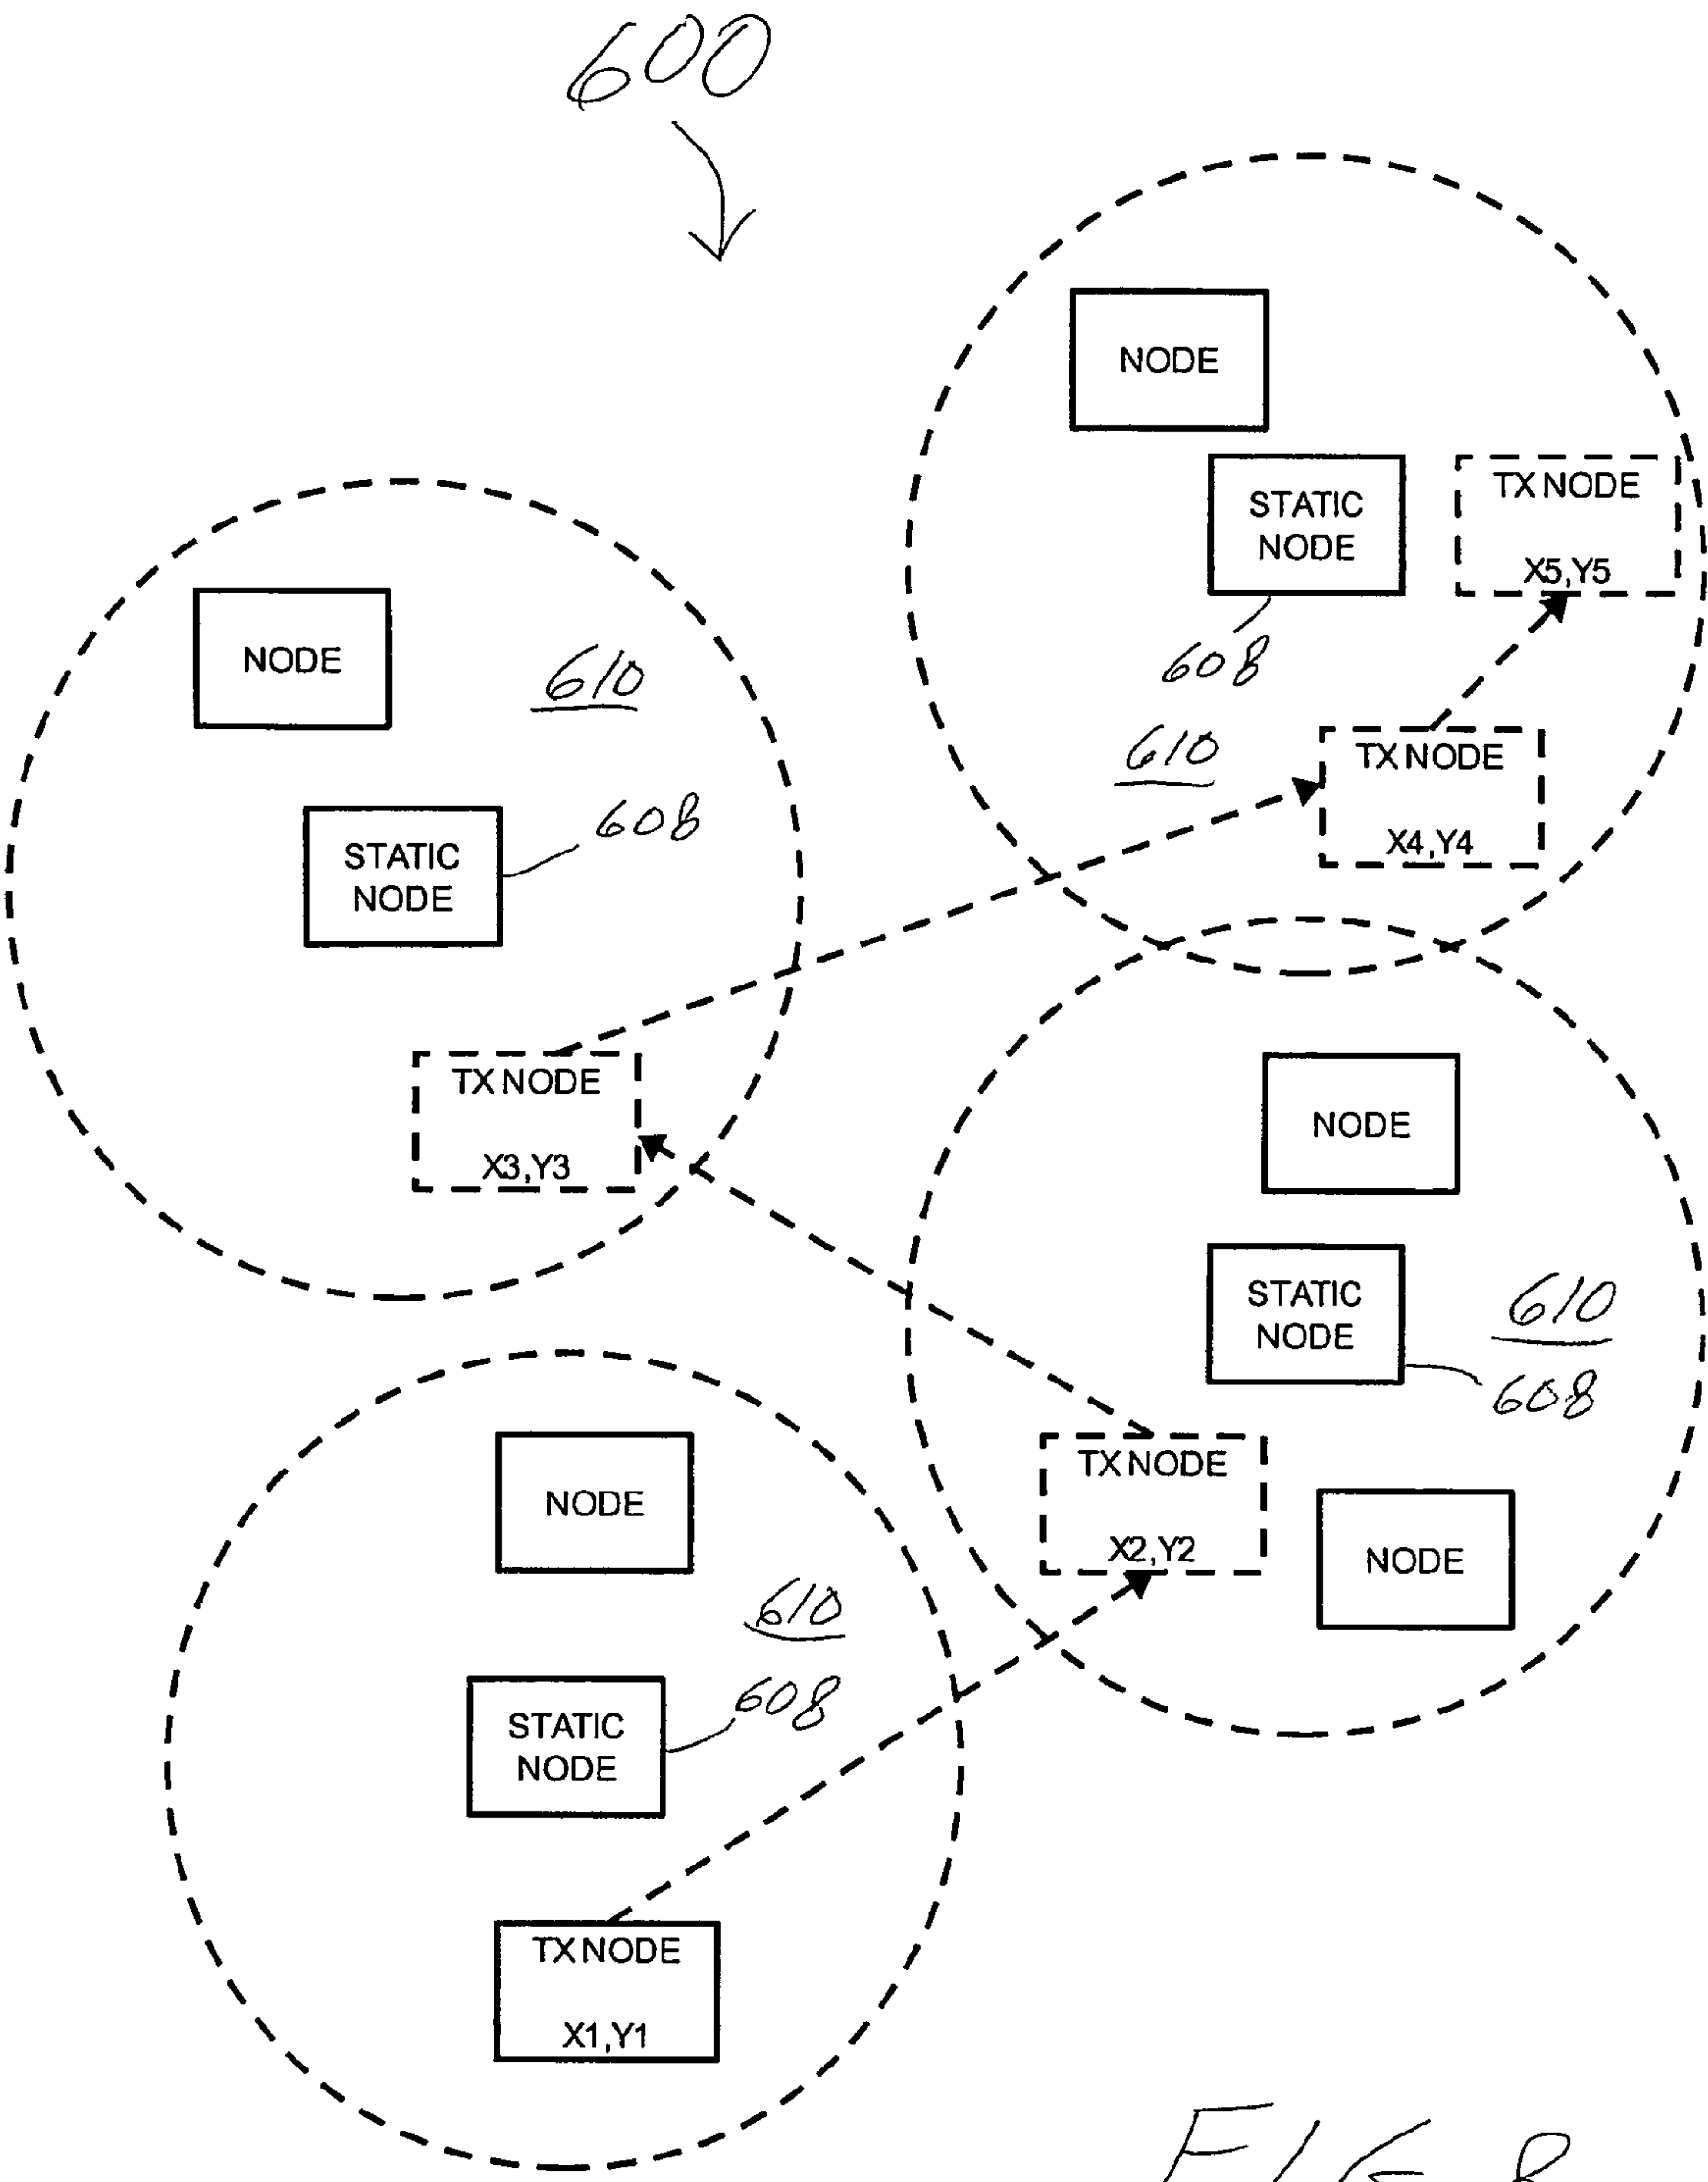 600
NODE
STATIC
NODE
TX NODE
X5,Y5
608
610
TX NODE
X4,Y4
NODE
610
STATIC
NODE
608
TX NODE
X3,Y3
NODE
STATIC
NODE
610
608
TX NODE
X2,Y2
NODE
NODE
610
STATIC
NODE
608
TX NODE
X1,Y1
FIG 8